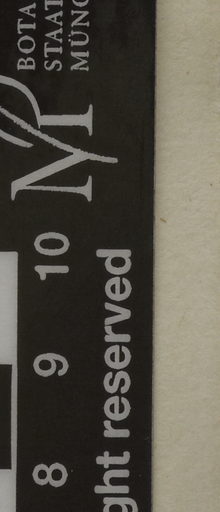 BOTA
STAAT
MÜNC
M
8 9 10
ght reserved